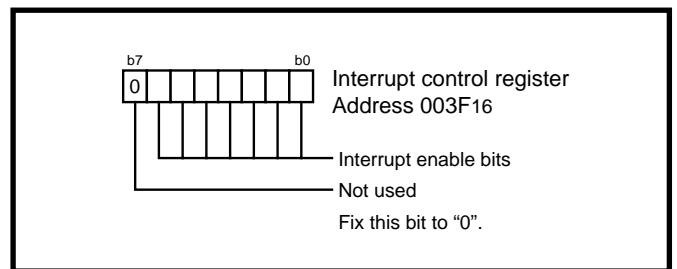 b7 b0
0
Interrupt control register
Address 003F16
Interrupt enable bits
Not used
Fix this bit to “0”.